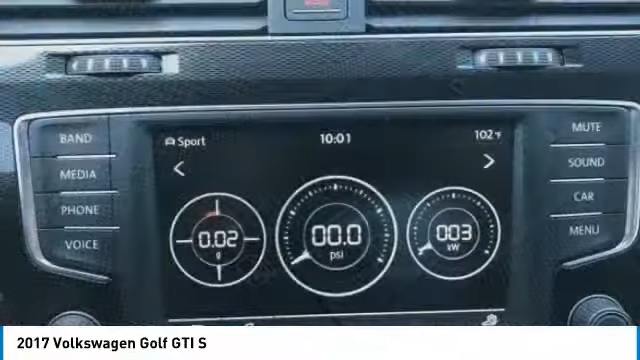 Sport 10:01 102°F
BAND
MEDIA
PHONE
VOICE
< >
0.02
g
00.0
psi
003
kW
MUTE
SOUND
CAR
MENU
2017 Volkswagen Golf GTI S